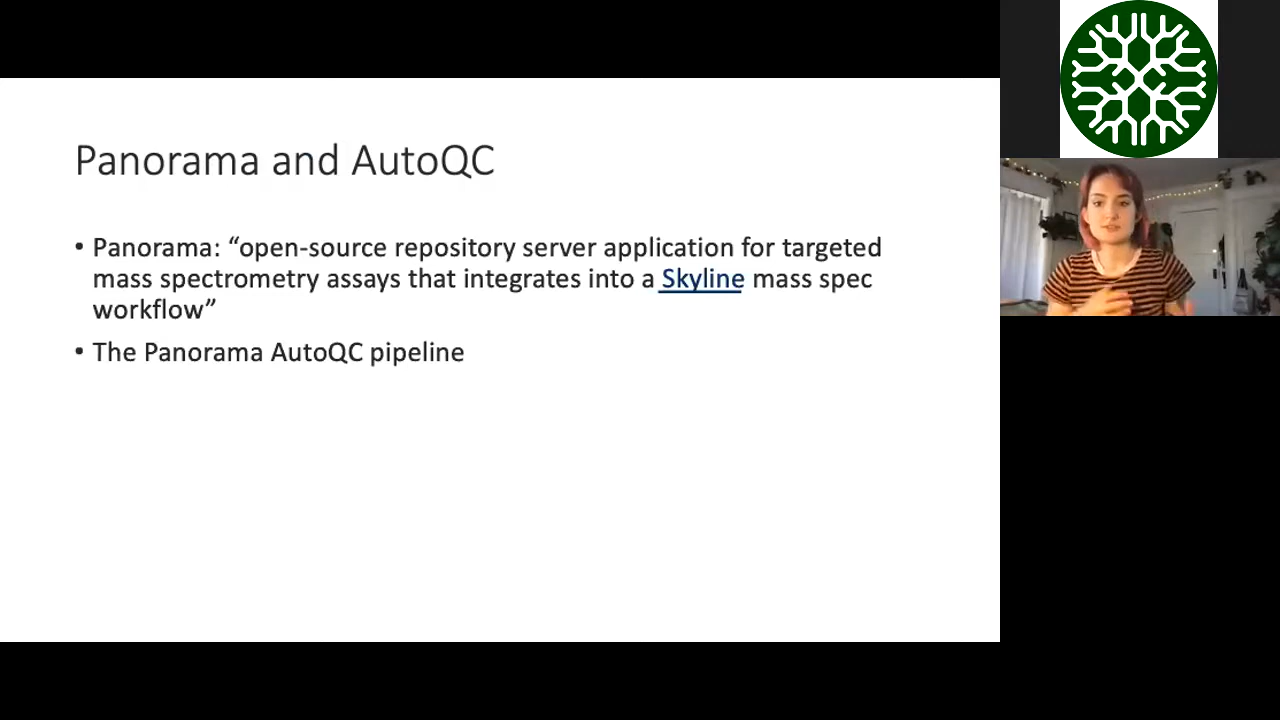 Panorama and AutoQC
• Panorama: “open-source repository server application for targeted
mass spectrometry assays that integrates into a Skyline mass spec
workflow”
• The Panorama AutoQC pipeline